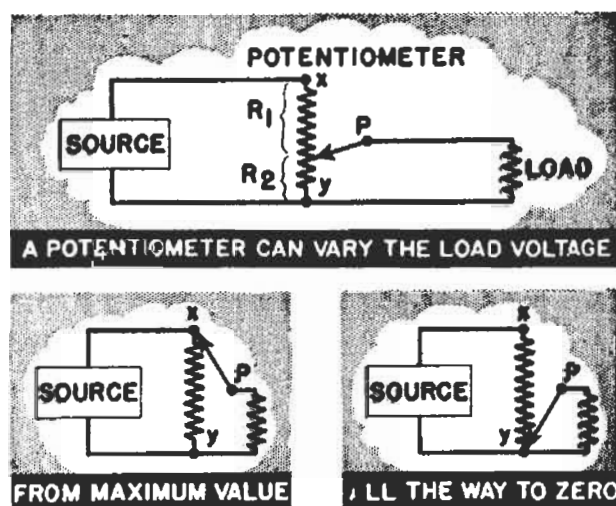 POTENTIOMETER
X
R1
P
SOURCE
R2
y
LOAD
A POTENTIOMETER CAN VARY THE LOAD VOLTAGE
X
P
SOURCE
y
FROM MAXIMUM VALUE
X
P
SOURCE
y
ALL THE WAY TO ZERO